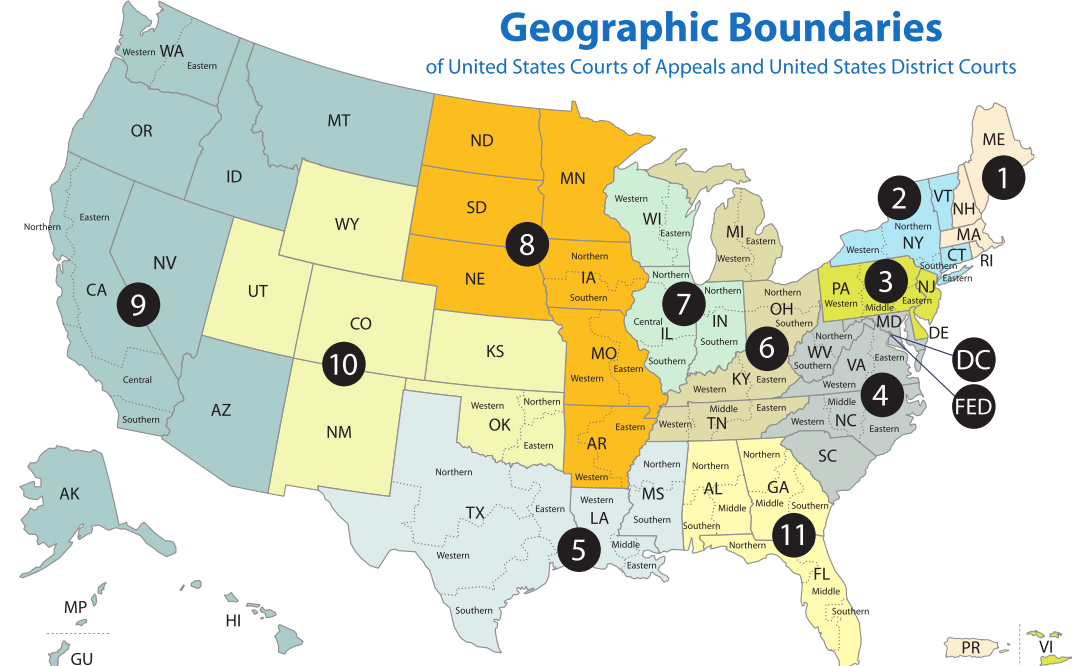 Geographic Boundaries
of United States Courts of Appeals and United States District Courts
Western WA
Eastern
OR
ID
MT
ND
MN
SD
8
NE
WY
Northern
Eastern
NV
CA
9
Central
Southern
UT
CO
10
AZ
NM
KS
Western
Northern
OK
Eastern
Northern
IA
Southern
MO
Western
Eastern
Eastern
AR
Western
Western
WI
Eastern
Northern
7
Central
IL
Southern
Northern
IN
Southern
MI
Eastern
Western
Northern
OH
Southern
6
KY
Western
Eastern
Middle
Western
TN
Eastern
ME
1
2
VT
NH
Northern
Western
NY
MA
CT
RI
Southern
Eastern
3
PA
Western
Middle
Eastern
NJ
MD
DE
DC
FED
Northern
WV
Southern
VA
Eastern
Western
4
Middle
Western
NC
Eastern
SC
Northern
TX
Eastern
Western
Southern
Western
LA
5
Middle
Eastern
Northern
MS
Southern
Northern
AL
Middle
Southern
Northern
GA
Middle
Southern
11
Northern
FL
Middle
Southern
AK
MP
GU
HI
PR
VI